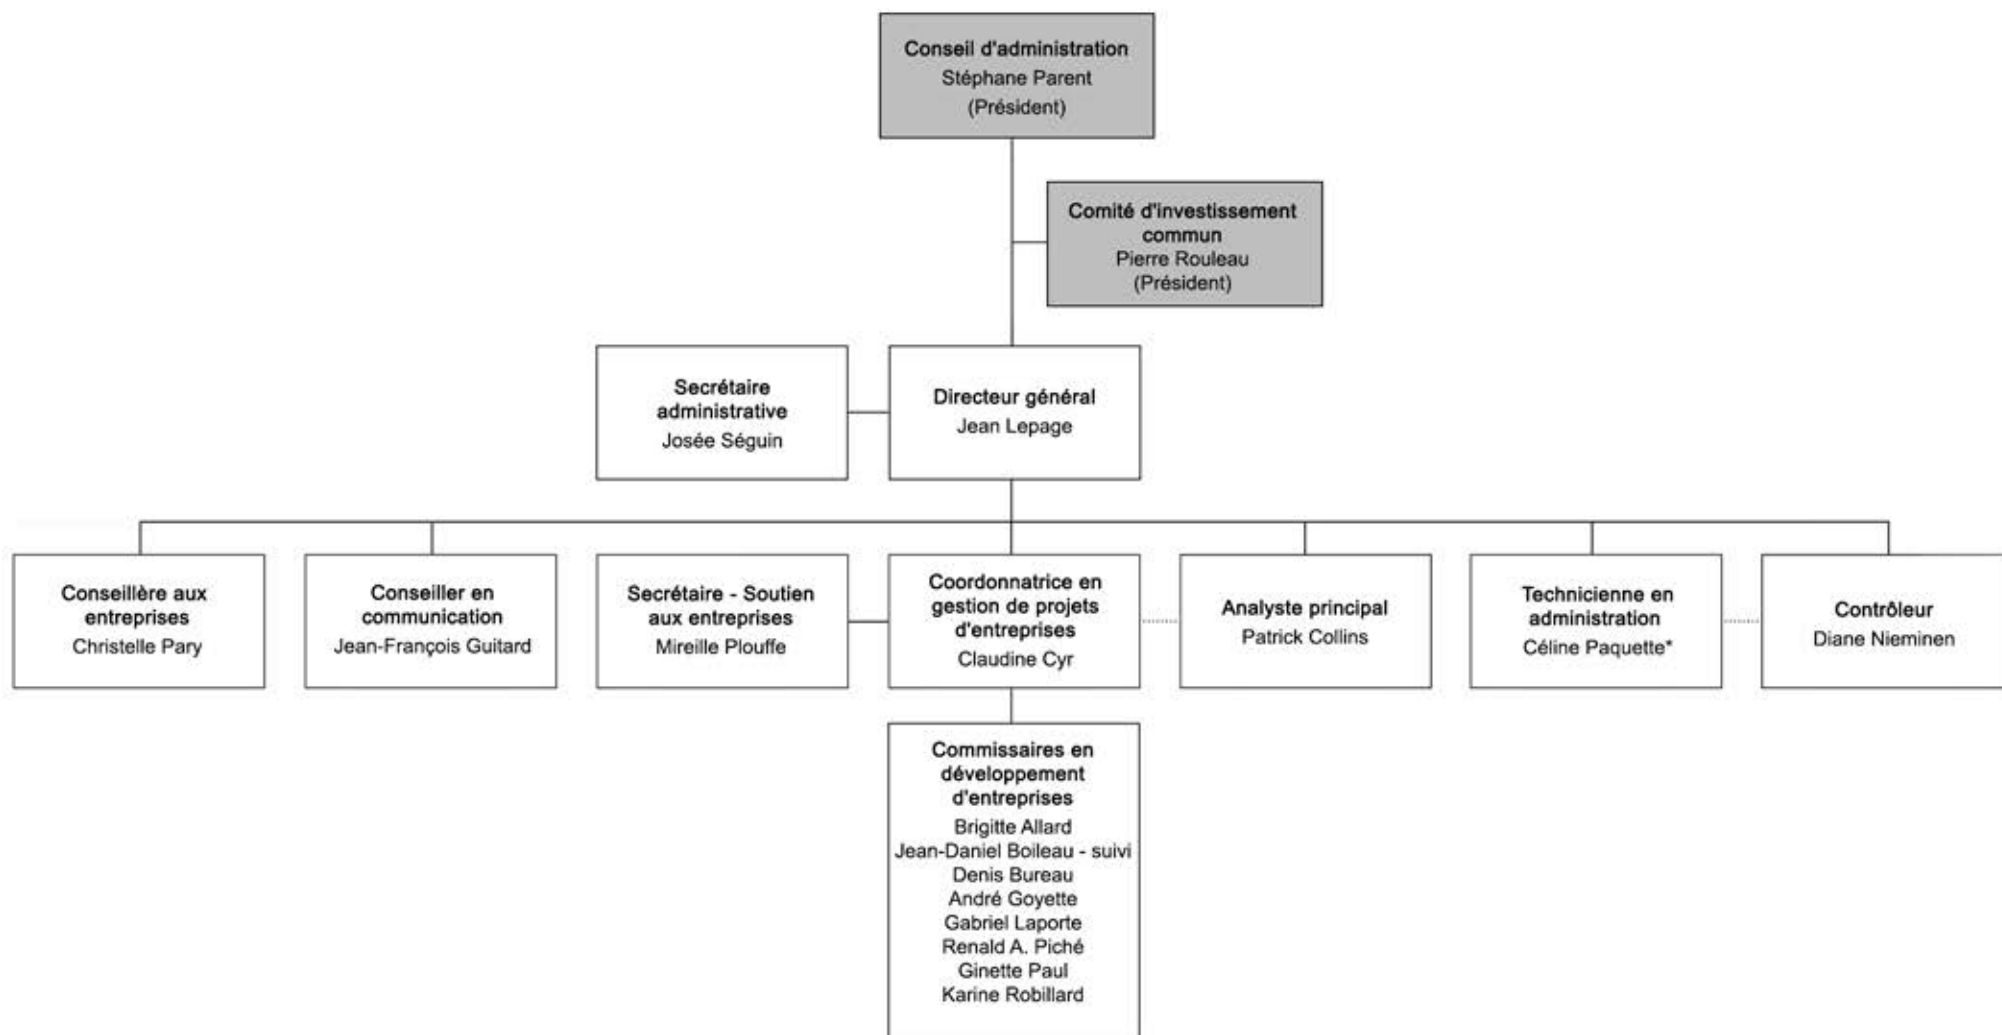 Conseil d'administration
Stéphane Parent
(Président)
Comité d'investissement
commun
Pierre Rouleau
(Président)
Secrétaire
administrative
Josée Séguin
Directeur général
Jean Lepage
Conseillère aux
entreprises
Christelle Pary
Conseiller en
communication
Jean-François Guitard
Secrétaire - Soutien
aux entreprises
Mireille Plouffe
Coordonnatrice en
gestion de projets
d'entreprises
Claudine Cyr
Analyste principal
Patrick Collins
Technicienne en
administration
Céline Paquette*
Contrôleur
Diane Nieminen
Commissaires en
développement
d'entreprises
Brigitte Allard
Jean-Daniel Boileau - suivi
Denis Bureau
André Goyette
Gabriel Laporte
Renald A. Piché
Ginette Paul
Karine Robillard